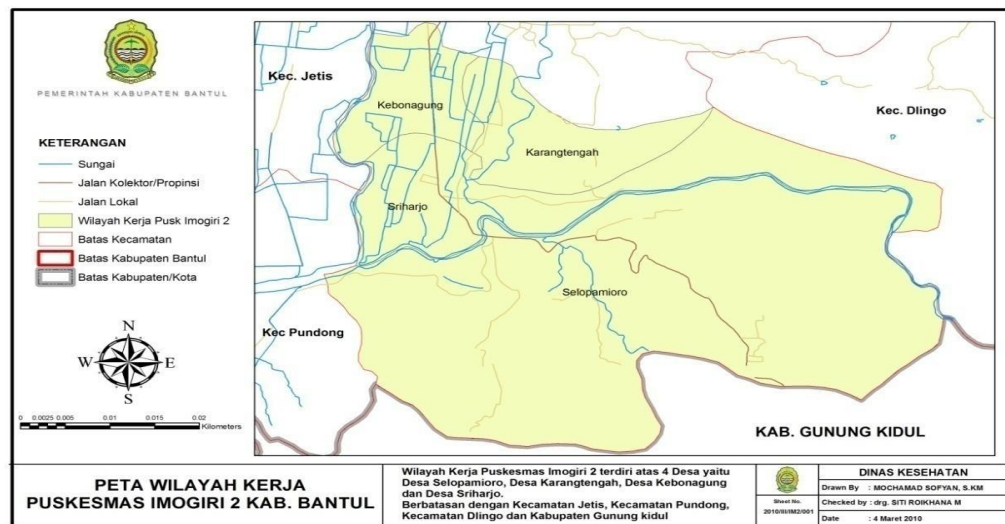 PEMERINTAH KABUPATEN BANTUL
KETERANGAN
Sungai
Jalan Kolektor/Propinsi
Jalan Lokal
Wilayah Kerja Pusk Imogiri 2
Batas Kecamatan
Batas Kabupaten Bantul
Batas Kabupaten/Kota
N
W E
S
0 0.0025 0.005 0.01 0.015 0.02
Kilometers
Kec. Jetis
Kec. Dlingo
Kebonagung
Karangtengah
Sriharjo
Selopamioro
Kec Pundong
KAB. GUNUNG KIDUL
PETA WILAYAH KERJA
PUSKESMAS IMOGIRI 2 KAB. BANTUL
Wilayah Kerja Puskesmas Imogiri 2 terdiri atas 4 Desa yaitu
Desa Selopamioro, Desa Karangtengah, Desa Kebonagung
dan Desa Sriharjo.
Berbatasan dengan Kecamatan Jetis, Kecamatan Pundong,
Kecamatan Dlingo dan Kabupaten Gunung kidul
Sheet No.
2010/III/IM2/001
DINAS KESEHATAN
Drawn By : MOCHAMAD SOFYAN, S.KM
Checked by : drg. SITI ROIKHANA M
Date : 4 Maret 2010